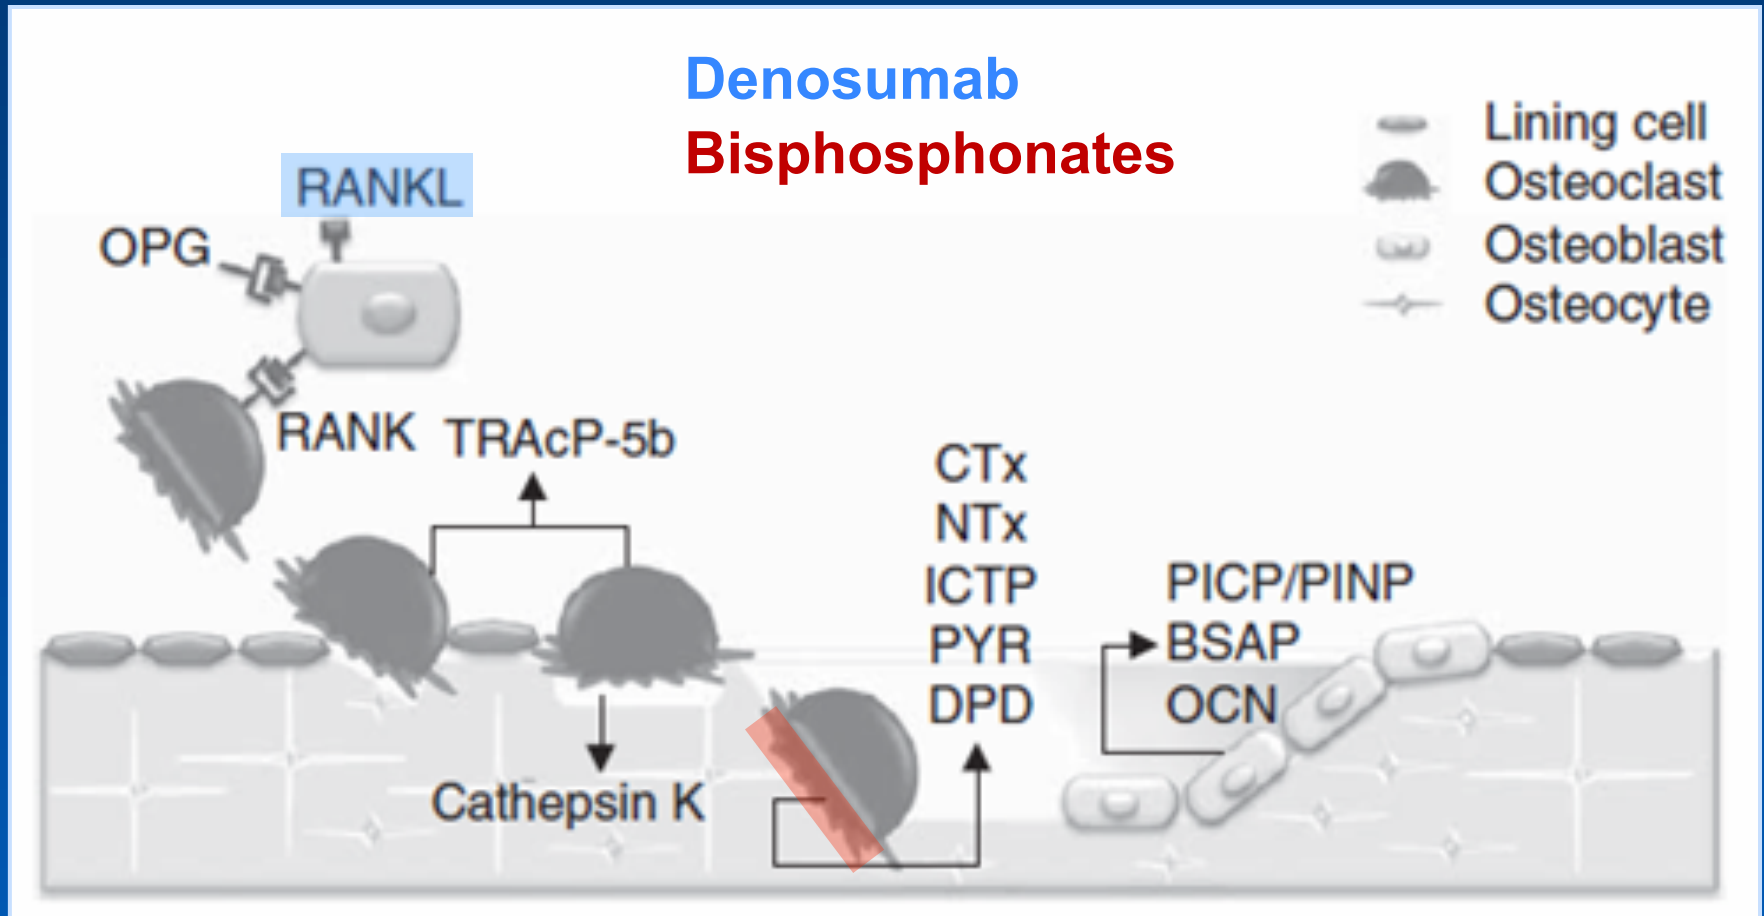 Denosumab
Bisphosphonates
Lining cell
Osteoclast
Osteoblast
Osteocyte
RANKL
OPG
RANK
TRAcP-5b
Cathepsin K
CTx
NTx
ICTP
PYR
DPD
PICP/PINP
BSAP
OCN